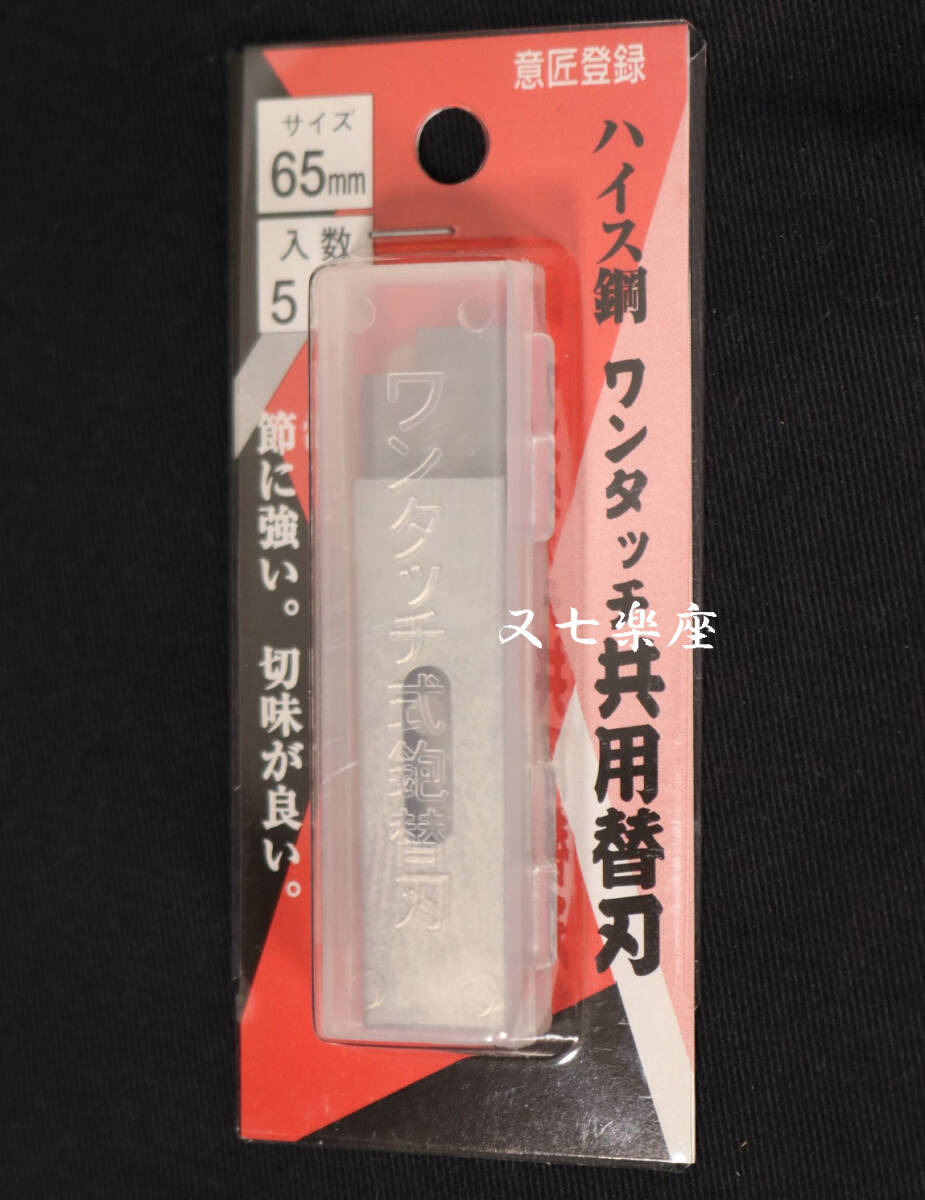 意匠登録
サイズ
65mm
入数
5
ハイス鋼 ワンタッチ共用替刃
ワンタッチ式鉋替刃
節に強い。切味が良い。
又七楽座